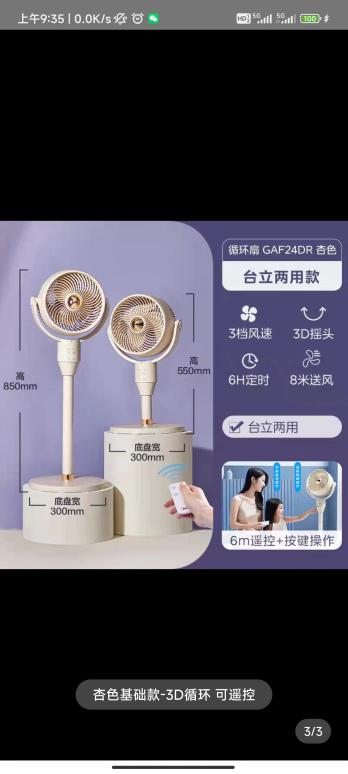 上午9:35 | 0.0K/s
HD 5G 5G 100
循环扇 GAF24DR 杏色
台立两用款
3档风速 3D摇头
6H定时 8米送风
台立两用
高
850mm
高
550mm
底盘宽
300mm
底盘宽
300mm
6m遥控+按键操作
杏色基础款-3D循环 可遥控
3/3